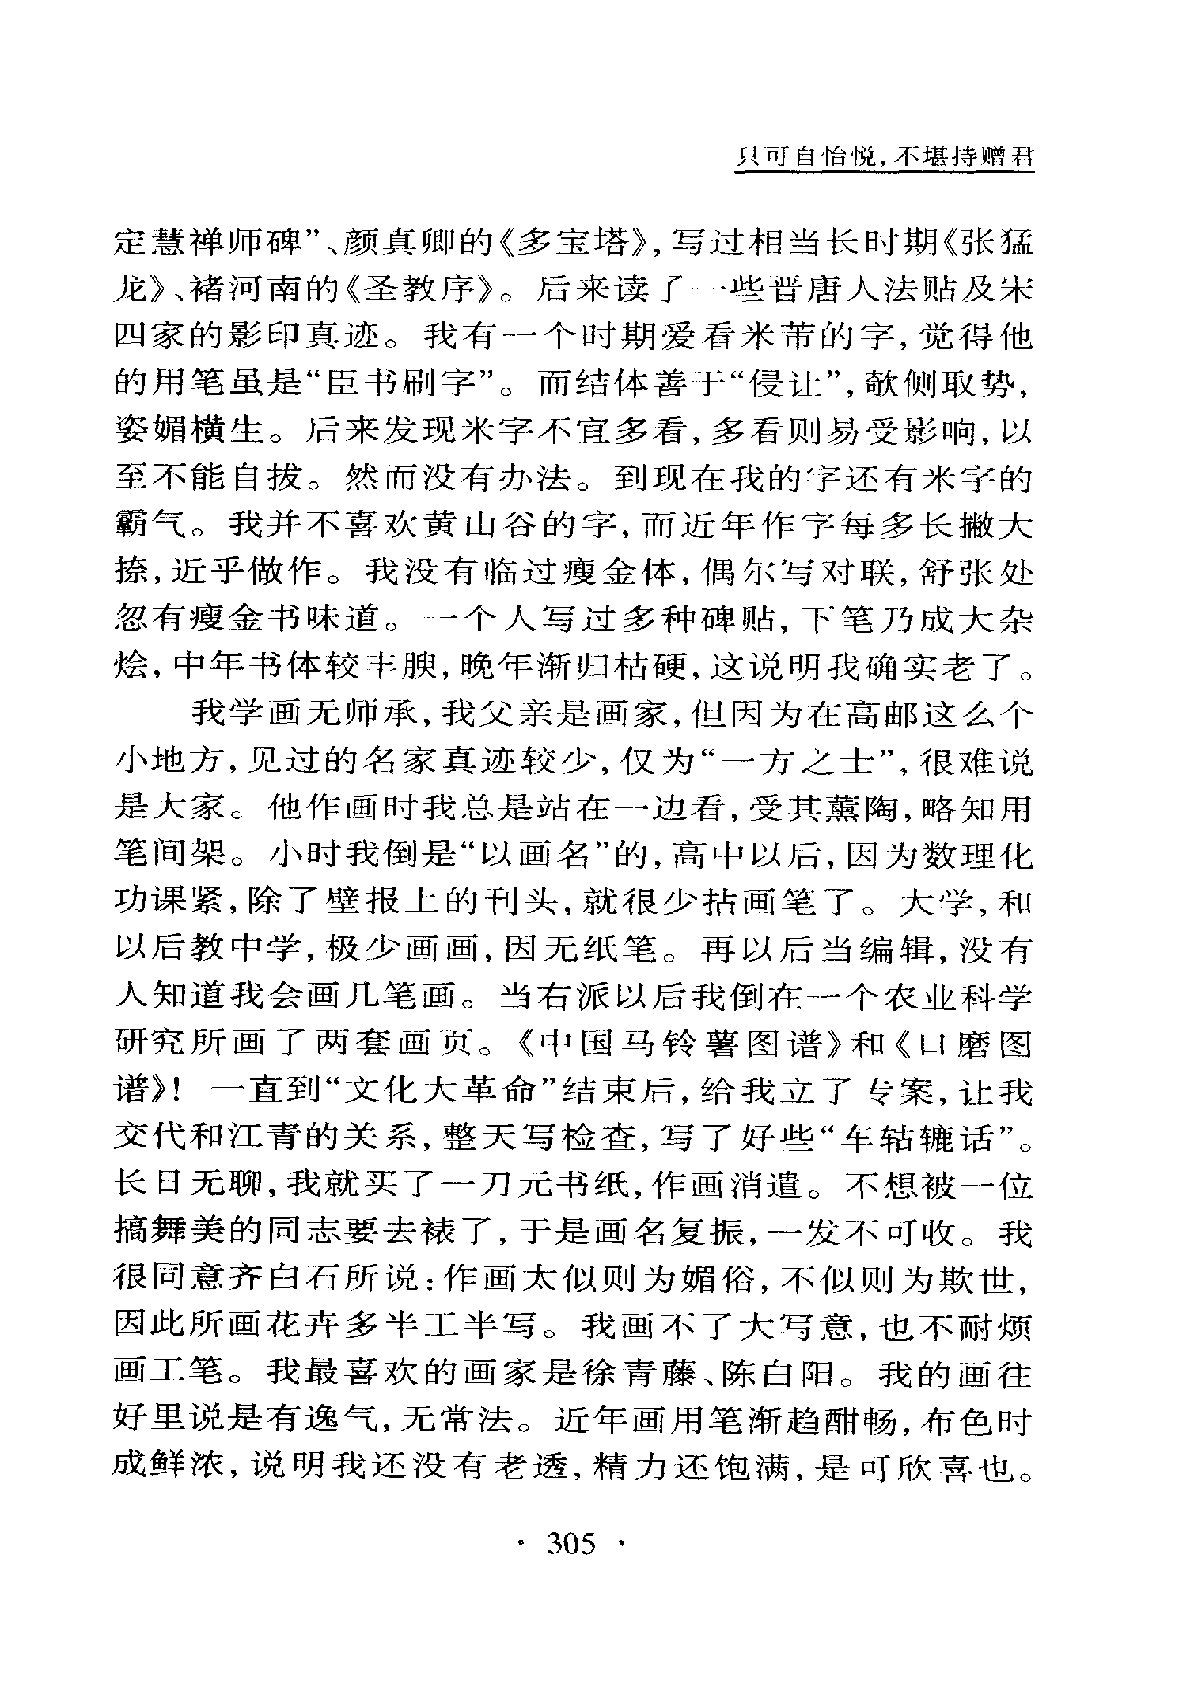 只可自怡悦,不堪持赠君
定慧禅师碑”、颜真卿的《多宝塔》,写过相当长时期《张猛
龙》、褚河南的《圣教序》。后来读了一些晋唐人法贴及宋
四家的影印真迹。我有一个时期爱看米芾的字,觉得他
的用笔虽是“臣书刷字”。而结体善于“侵让”,欹侧取势,
姿媚横生。后来发现米字不宜多看,多看则易受影响,以
至不能自拔。然而没有办法。到现在我的字还有米字的
霸气。我并不喜欢黄山谷的字,而近年作字每多长撇大
捺,近乎做作。我没有临过瘦金体,偶尔写对联,舒张处
忽有瘦金书味道。一个人写过多种碑贴,下笔乃成大杂
烩,中年书体较丰腴,晚年渐归枯硬,这说明我确实老了。
我学画无师承,我父亲是画家,但因为在高邮这么个
小地方,见过的名家真迹较少,仅为“一方之士”,很难说
是大家。他作画时我总是站在一边看,受其薰陶,略知用
笔间架。小时我倒是“以画名”的,高中以后,因为数理化
功课紧,除了壁报上的刊头,就很少拈画笔了。大学,和
以后教中学,极少画画,因无纸笔。再以后当编辑,没有
人知道我会画几笔画。当右派以后我倒在一个农业科学
研究所画了两套画页。《中国马铃薯图谱》和《口蘑图
谱》!一直到“文化大革命”结束后,给我立了专案,让我
交代和江青的关系,整天写检查,写了好些“车轱辘话”。
长日无聊,我就买了一刀元书纸,作画消遣。不想被一位
搞舞美的同志要去裱了,于是画名复振,一发不可收。我
很同意齐白石所说:作画太似则为媚俗,不似则为欺世,
因此所画花卉多半工半写。我画不了大写意,也不耐烦
画工笔。我最喜欢的画家是徐青藤、陈白阳。我的画往
好里说是有逸气,无常法。近年画用笔渐趋酣畅,布色时
成鲜浓,说明我还没有老透,精力还饱满,是可欣喜也。
· 305 ·